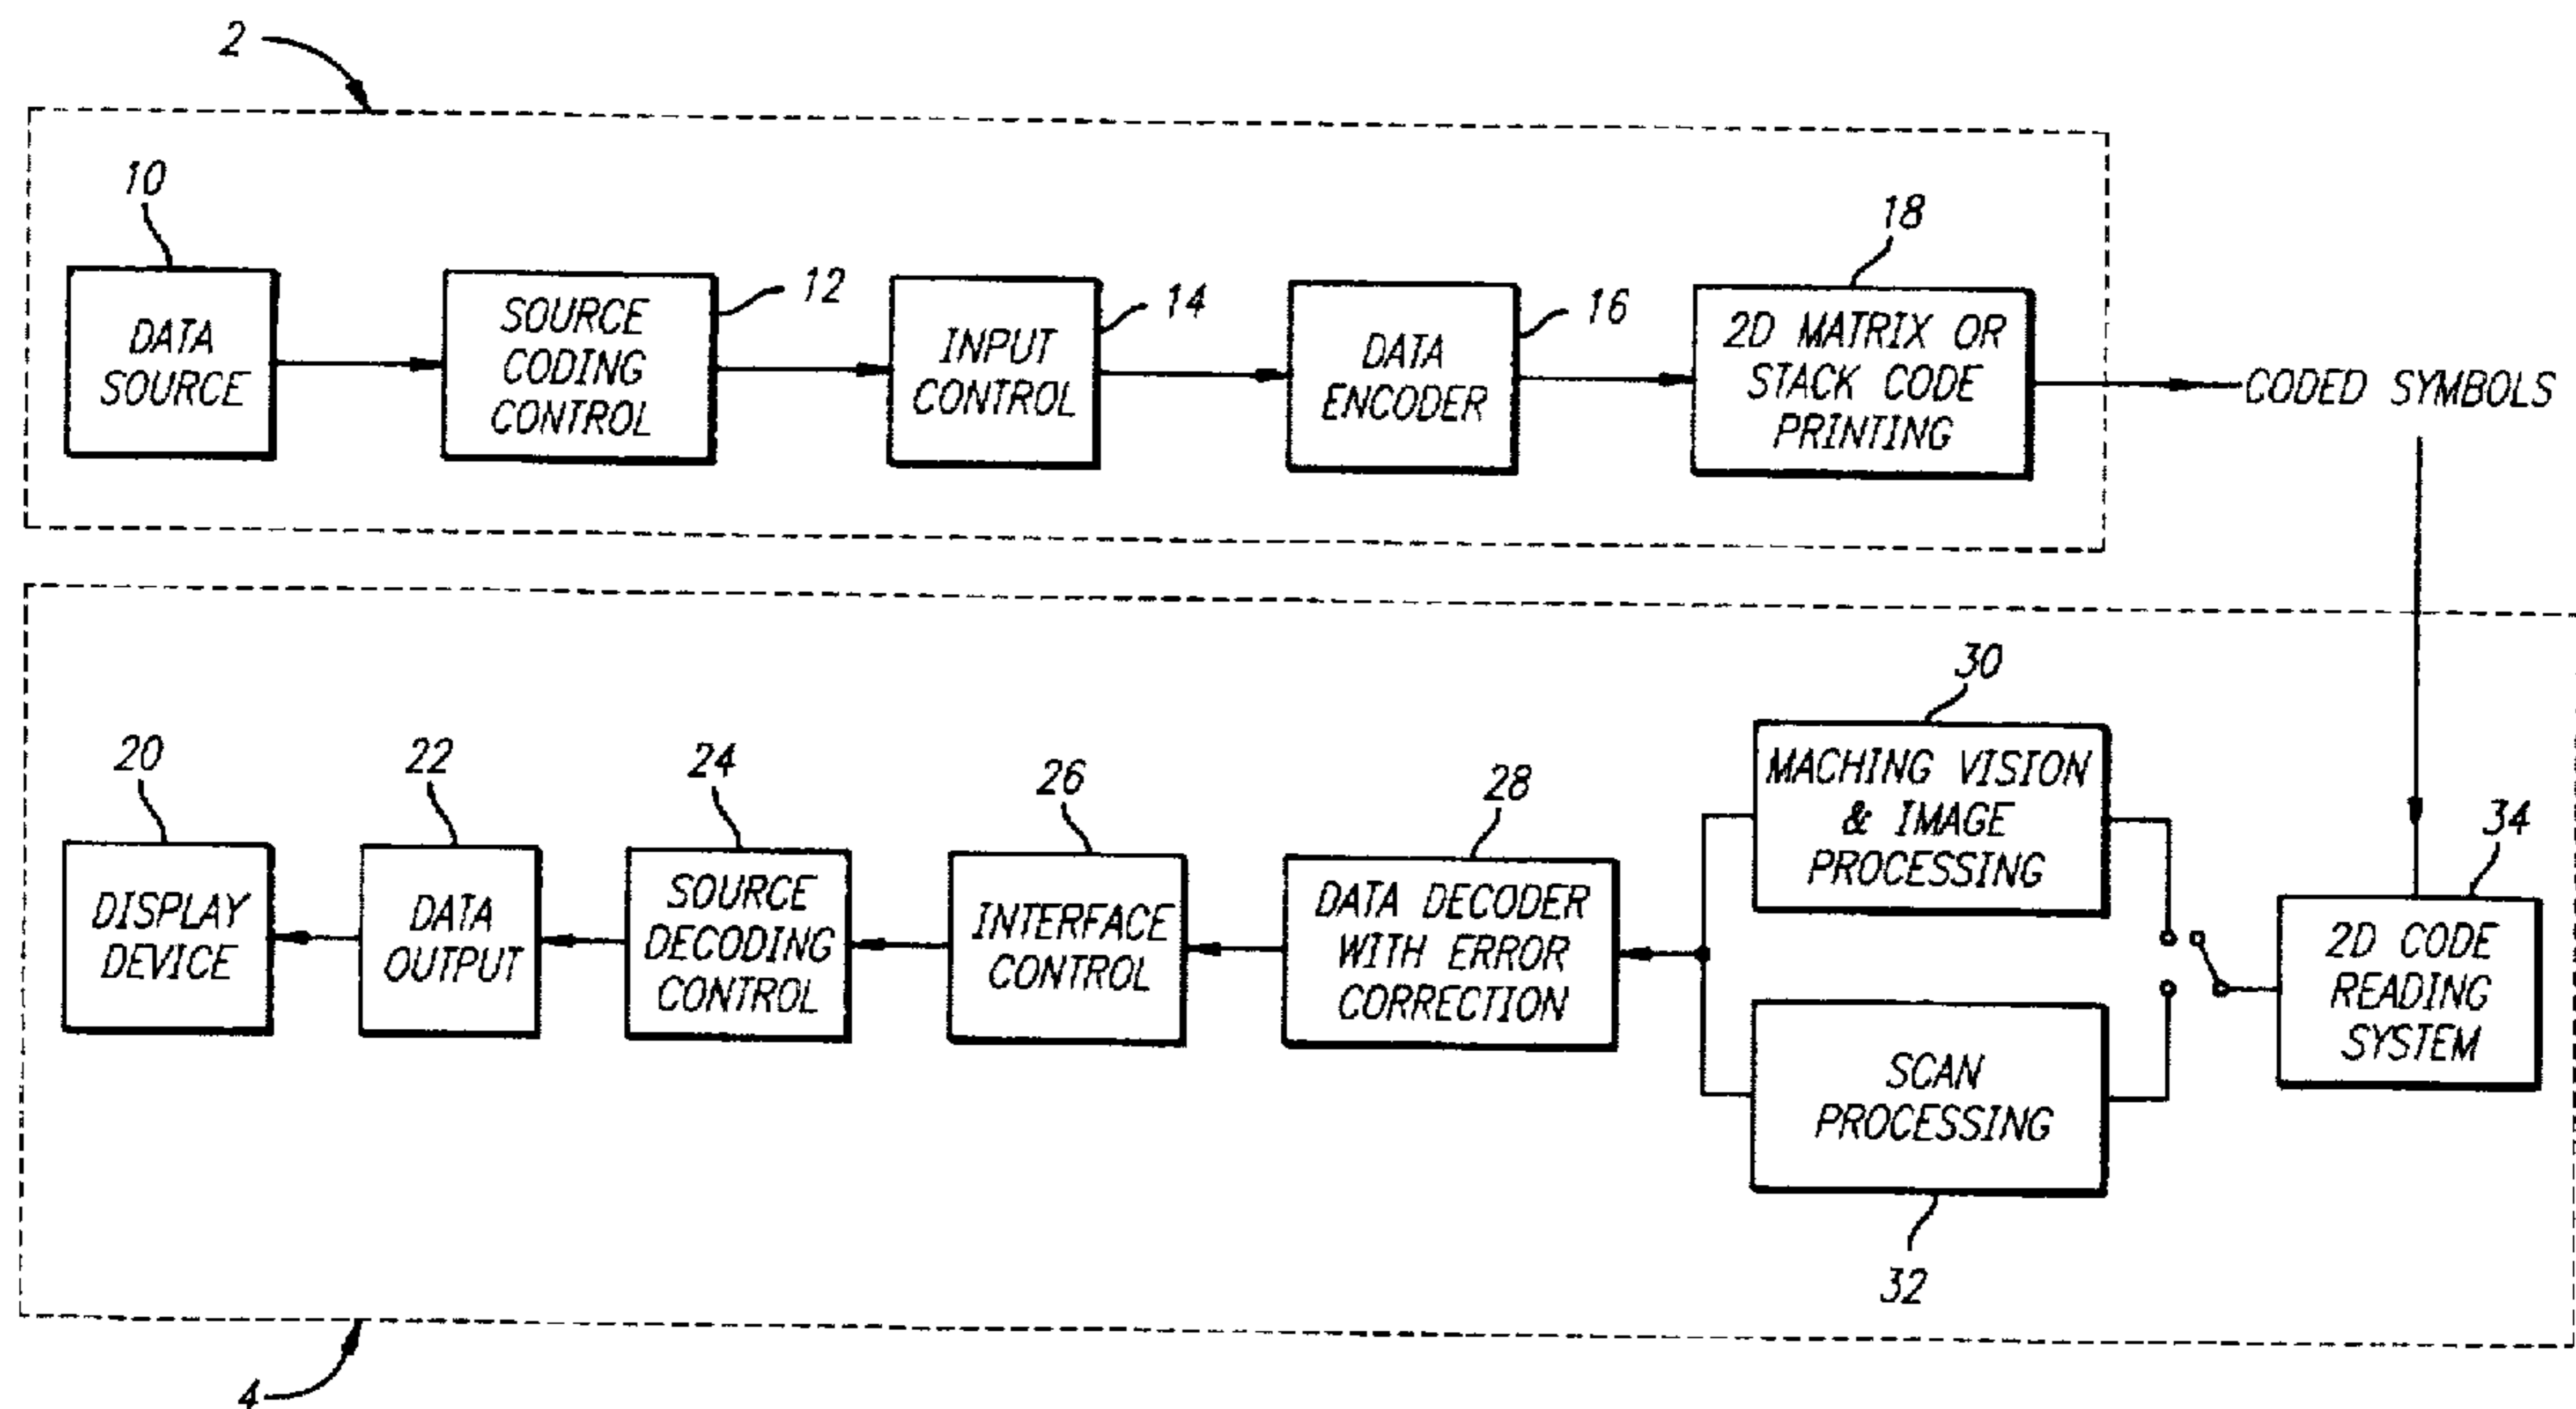 2
10
DATA
SOURCE
SOURCE
CODING
CONTROL
12
INPUT
CONTROL
14
DATA
ENCODER
16
18
2D MATRIX OR
STACK CODE
PRINTING
CODED SYMBOLS
20
DISPLAY
DEVICE
22
DATA
OUTPUT
24
SOURCE
DECODING
CONTROL
26
INTERFACE
CONTROL
28
DATA DECODER
WITH ERROR
CORRECTION
30
MACHING VISION
& IMAGE
PROCESSING
SCAN
PROCESSING
32
34
2D CODE
READING
SYSTEM
4